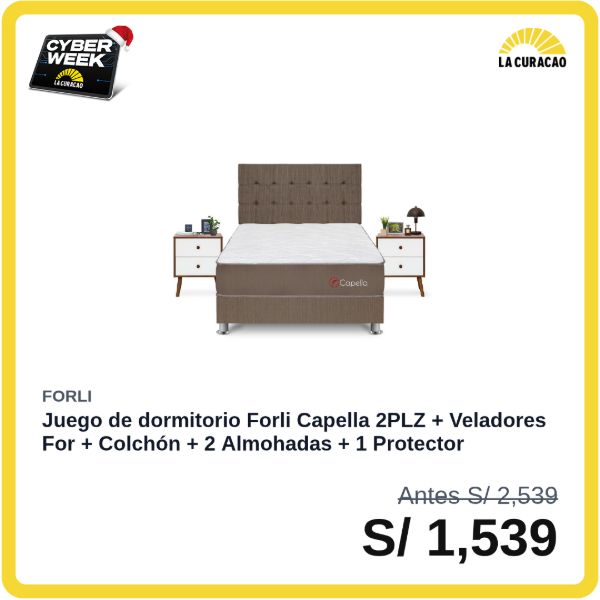 CYBER
WEEK
LA CURACAO
LA CURACAO
Capella
FORLI
Juego de dormitorio Forli Capella 2PLZ + Veladores
For + Colchón + 2 Almohadas + 1 Protector
Antes S/ 2,539
S/ 1,539